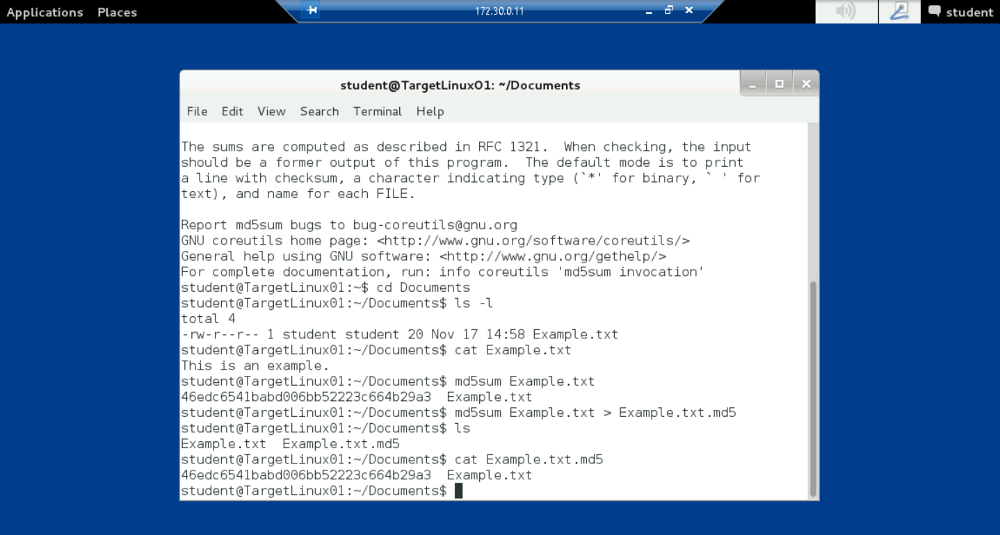 Applications Places 172.30.0.11 student
student@TargetLinux01: ~/Documents
File Edit View Search Terminal Help
The sums are computed as described in RFC 1321.  When checking, the input
should be a former output of this program.  The default mode is to print
a line with checksum, a character indicating type (`*' for binary, ` ' for
text), and name for each FILE.
Report md5sum bugs to bug-coreutils@gnu.org
GNU coreutils home page: <http://www.gnu.org/software/coreutils/>
General help using GNU software: <http://www.gnu.org/gethelp/>
For complete documentation, run: info coreutils 'md5sum invocation'
student@TargetLinux01:~$ cd Documents
student@TargetLinux01:~/Documents$ ls -l
total 4
-rw-r--r-- 1 student student 20 Nov 17 14:58 Example.txt
student@TargetLinux01:~/Documents$ cat Example.txt
This is an example.
student@TargetLinux01:~/Documents$ md5sum Example.txt
46edc6541babd006bb52223c664b29a3  Example.txt
student@TargetLinux01:~/Documents$ md5sum Example.txt > Example.txt.md5
student@TargetLinux01:~/Documents$ ls
Example.txt  Example.txt.md5
student@TargetLinux01:~/Documents$ cat Example.txt.md5
46edc6541babd006bb52223c664b29a3  Example.txt
student@TargetLinux01:~/Documents$